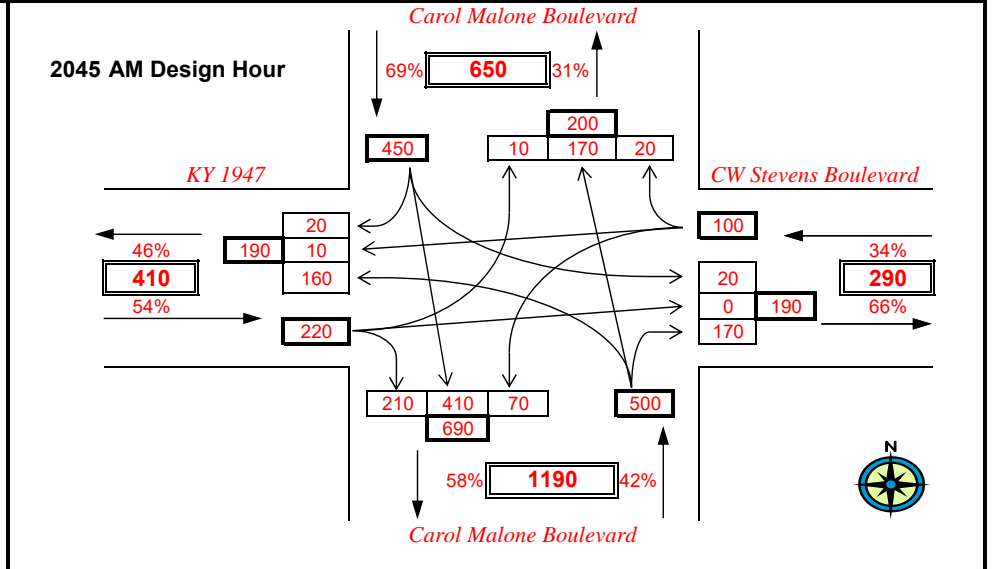 Carol Malone Boulevard
2045 AM Design Hour
69% 650 31%
200
450
10 170 20
KY 1947
CW Stevens Boulevard
20
100
46%
190 10
34%
410
160
20
290
54%
0 190
66%
220
170
210 410 70
500
690
N
58% 1190 42%
Carol Malone Boulevard